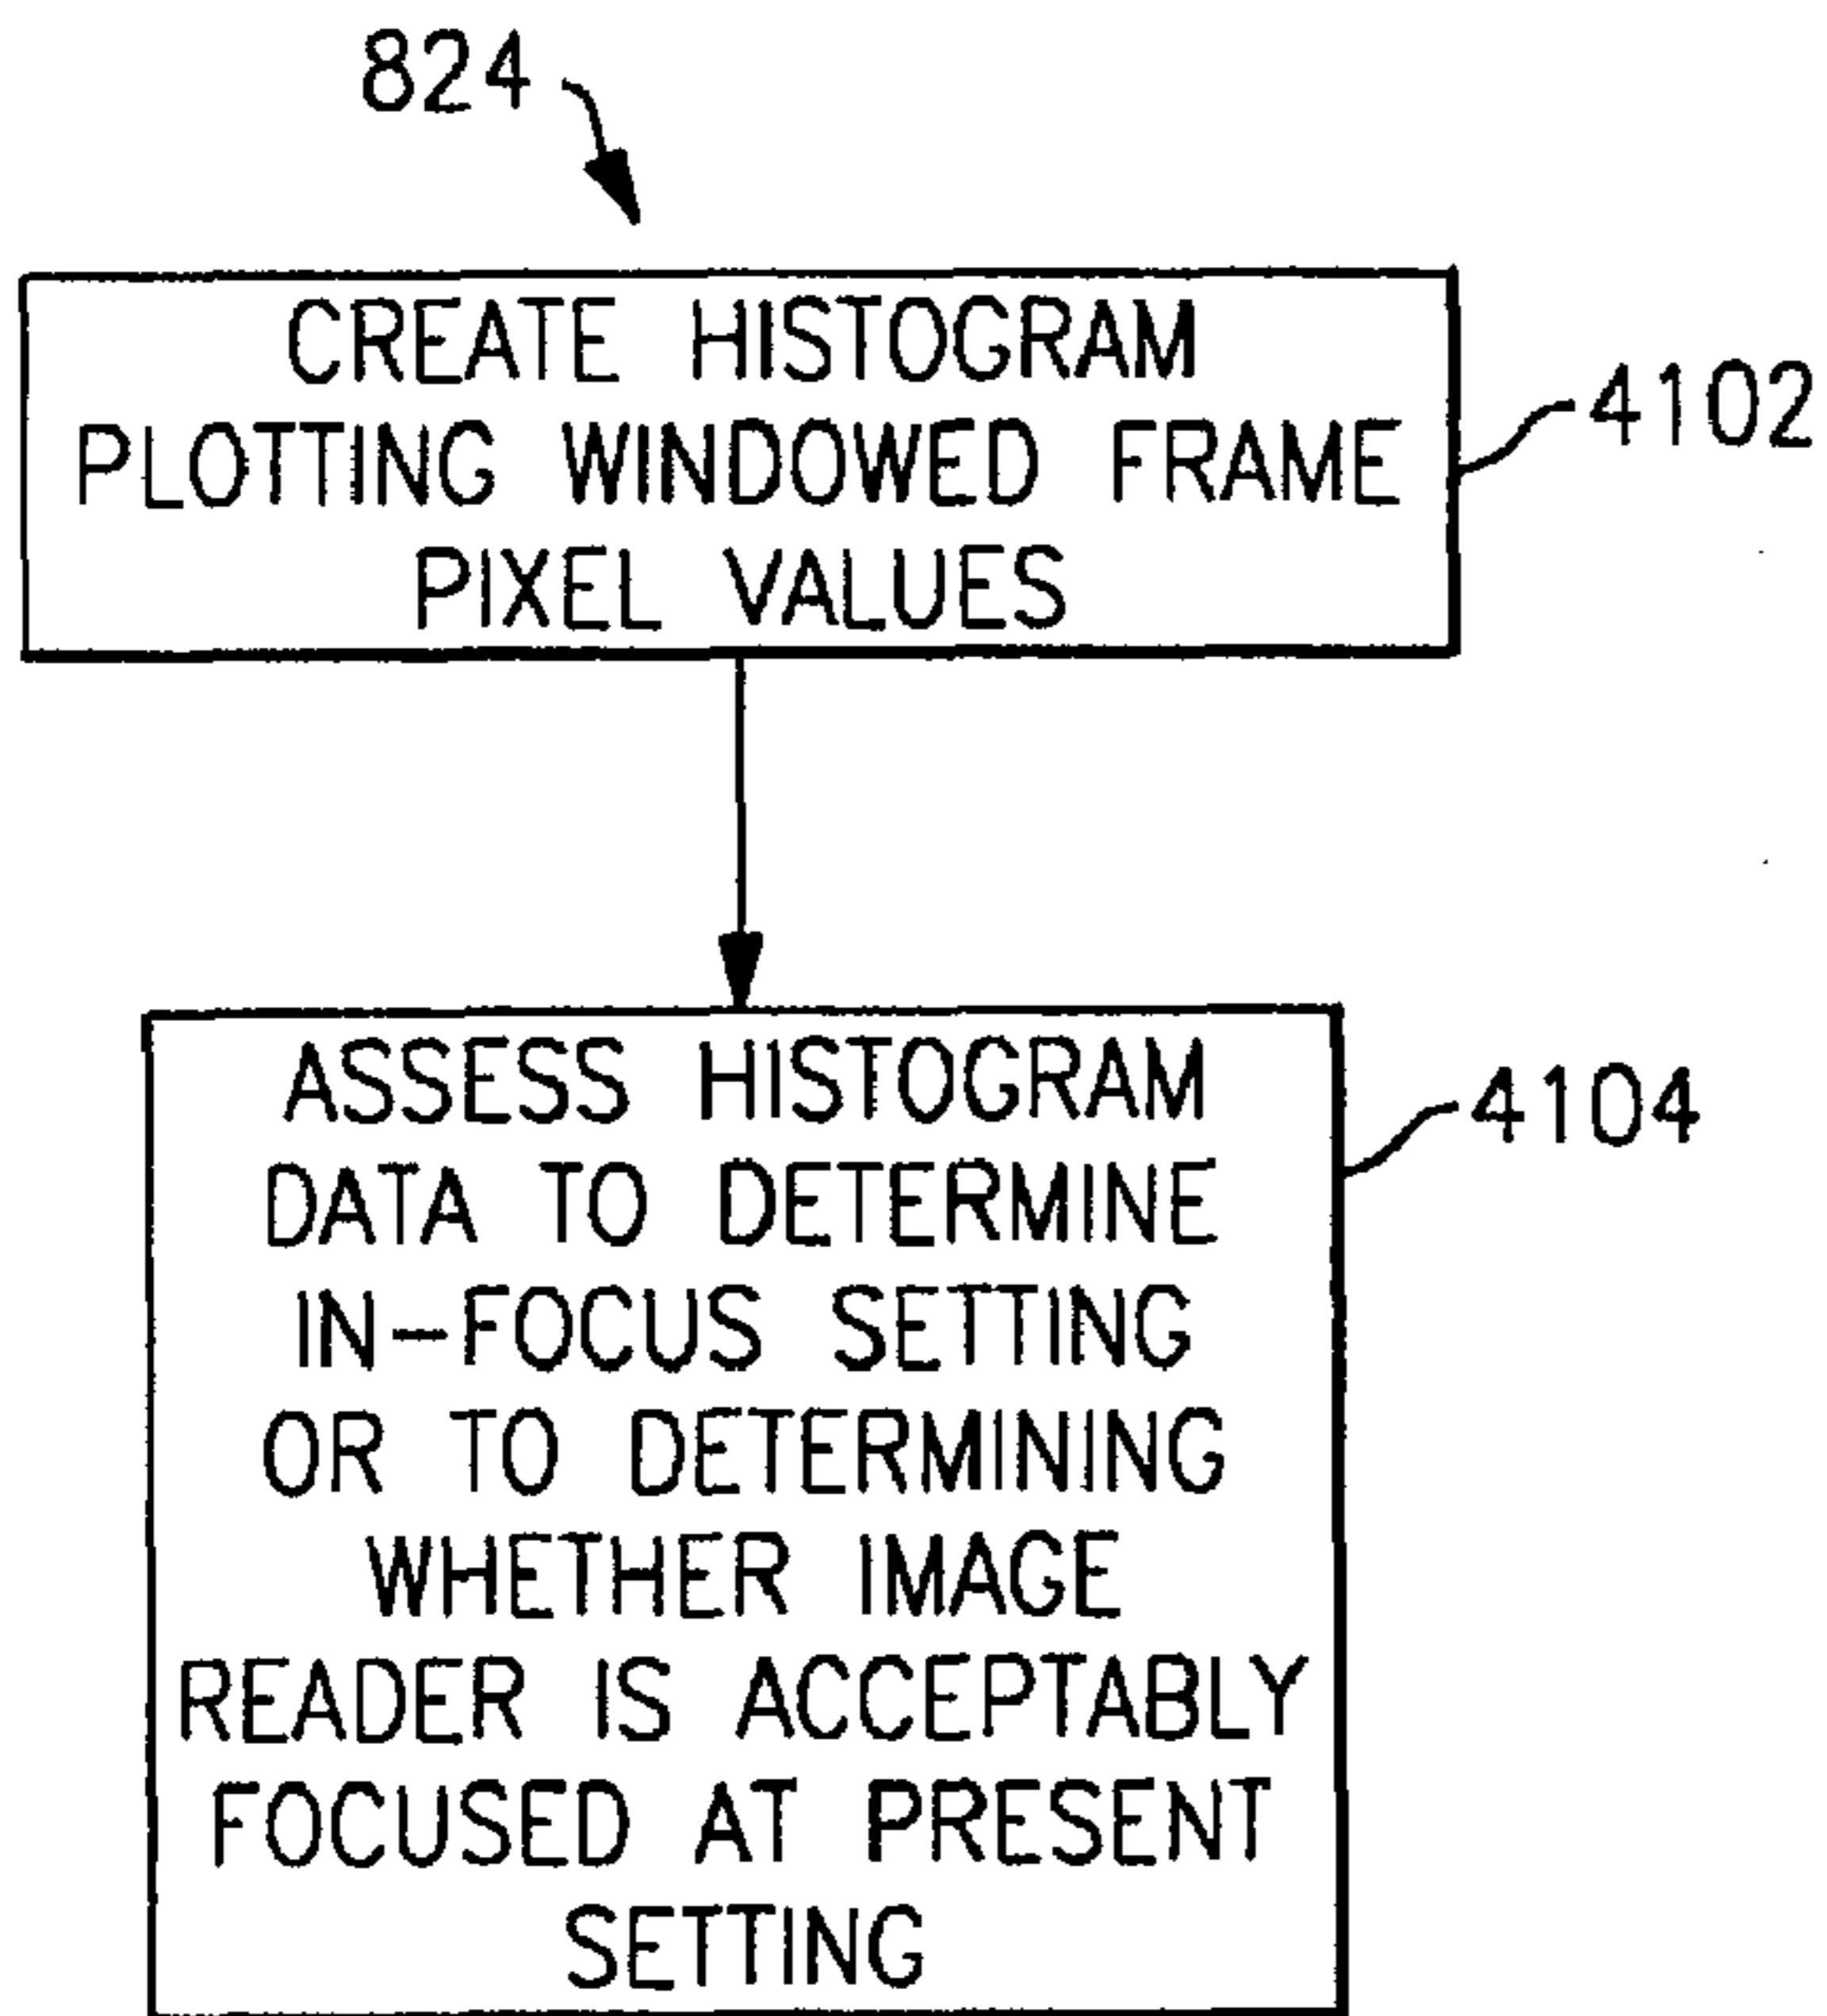 824
CREATE HISTOGRAM
PLOTTING WINDOWED FRAME
PIXEL VALUES
4102
ASSESS HISTOGRAM
DATA TO DETERMINE
IN-FOCUS SETTING
OR TO DETERMINING
WHETHER IMAGE
READER IS ACCEPTABLY
FOCUSED AT PRESENT
SETTING
4104